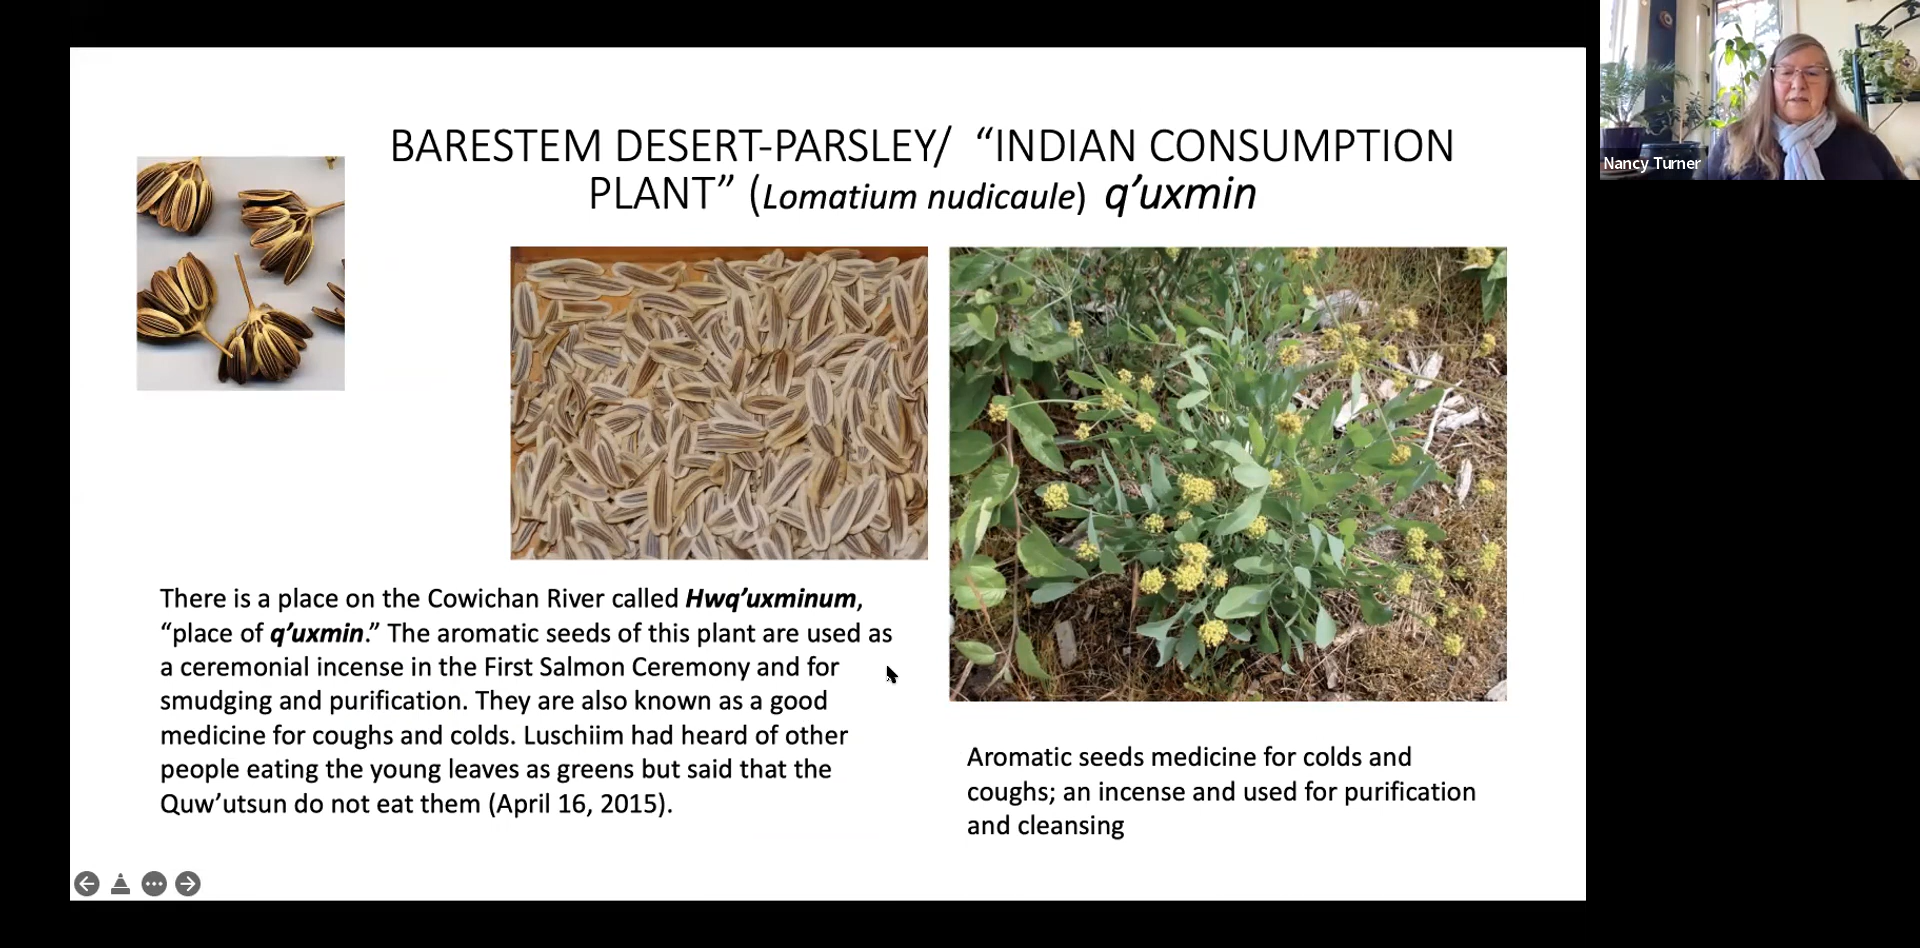 BARESTEM DESERT-PARSLEY/ “INDIAN CONSUMPTION
PLANT” (Lomatium nudicaule) q’uxmin
Nancy Turner
There is a place on the Cowichan River called Hwq’uxminum,
“place of q’uxmin.” The aromatic seeds of this plant are used as
a ceremonial incense in the First Salmon Ceremony and for
smudging and purification. They are also known as a good
medicine for coughs and colds. Luschiim had heard of other
people eating the young leaves as greens but said that the
Quw’utsun do not eat them (April 16, 2015).
Aromatic seeds medicine for colds and
coughs; an incense and used for purification
and cleansing